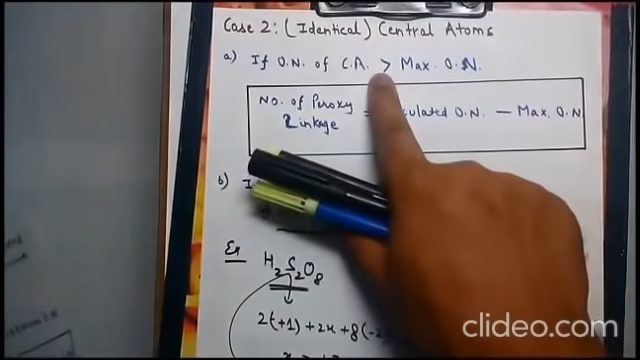 Case 2: (Identical) Central Atoms
a) If O.N. of C.A. > Max. O.N.
No. of Peroxy = culated O.N. — Max. O.N
Linkage
b) I
Ex H2S2O8
2(+1) + 2x + 8(-2
clideo.com